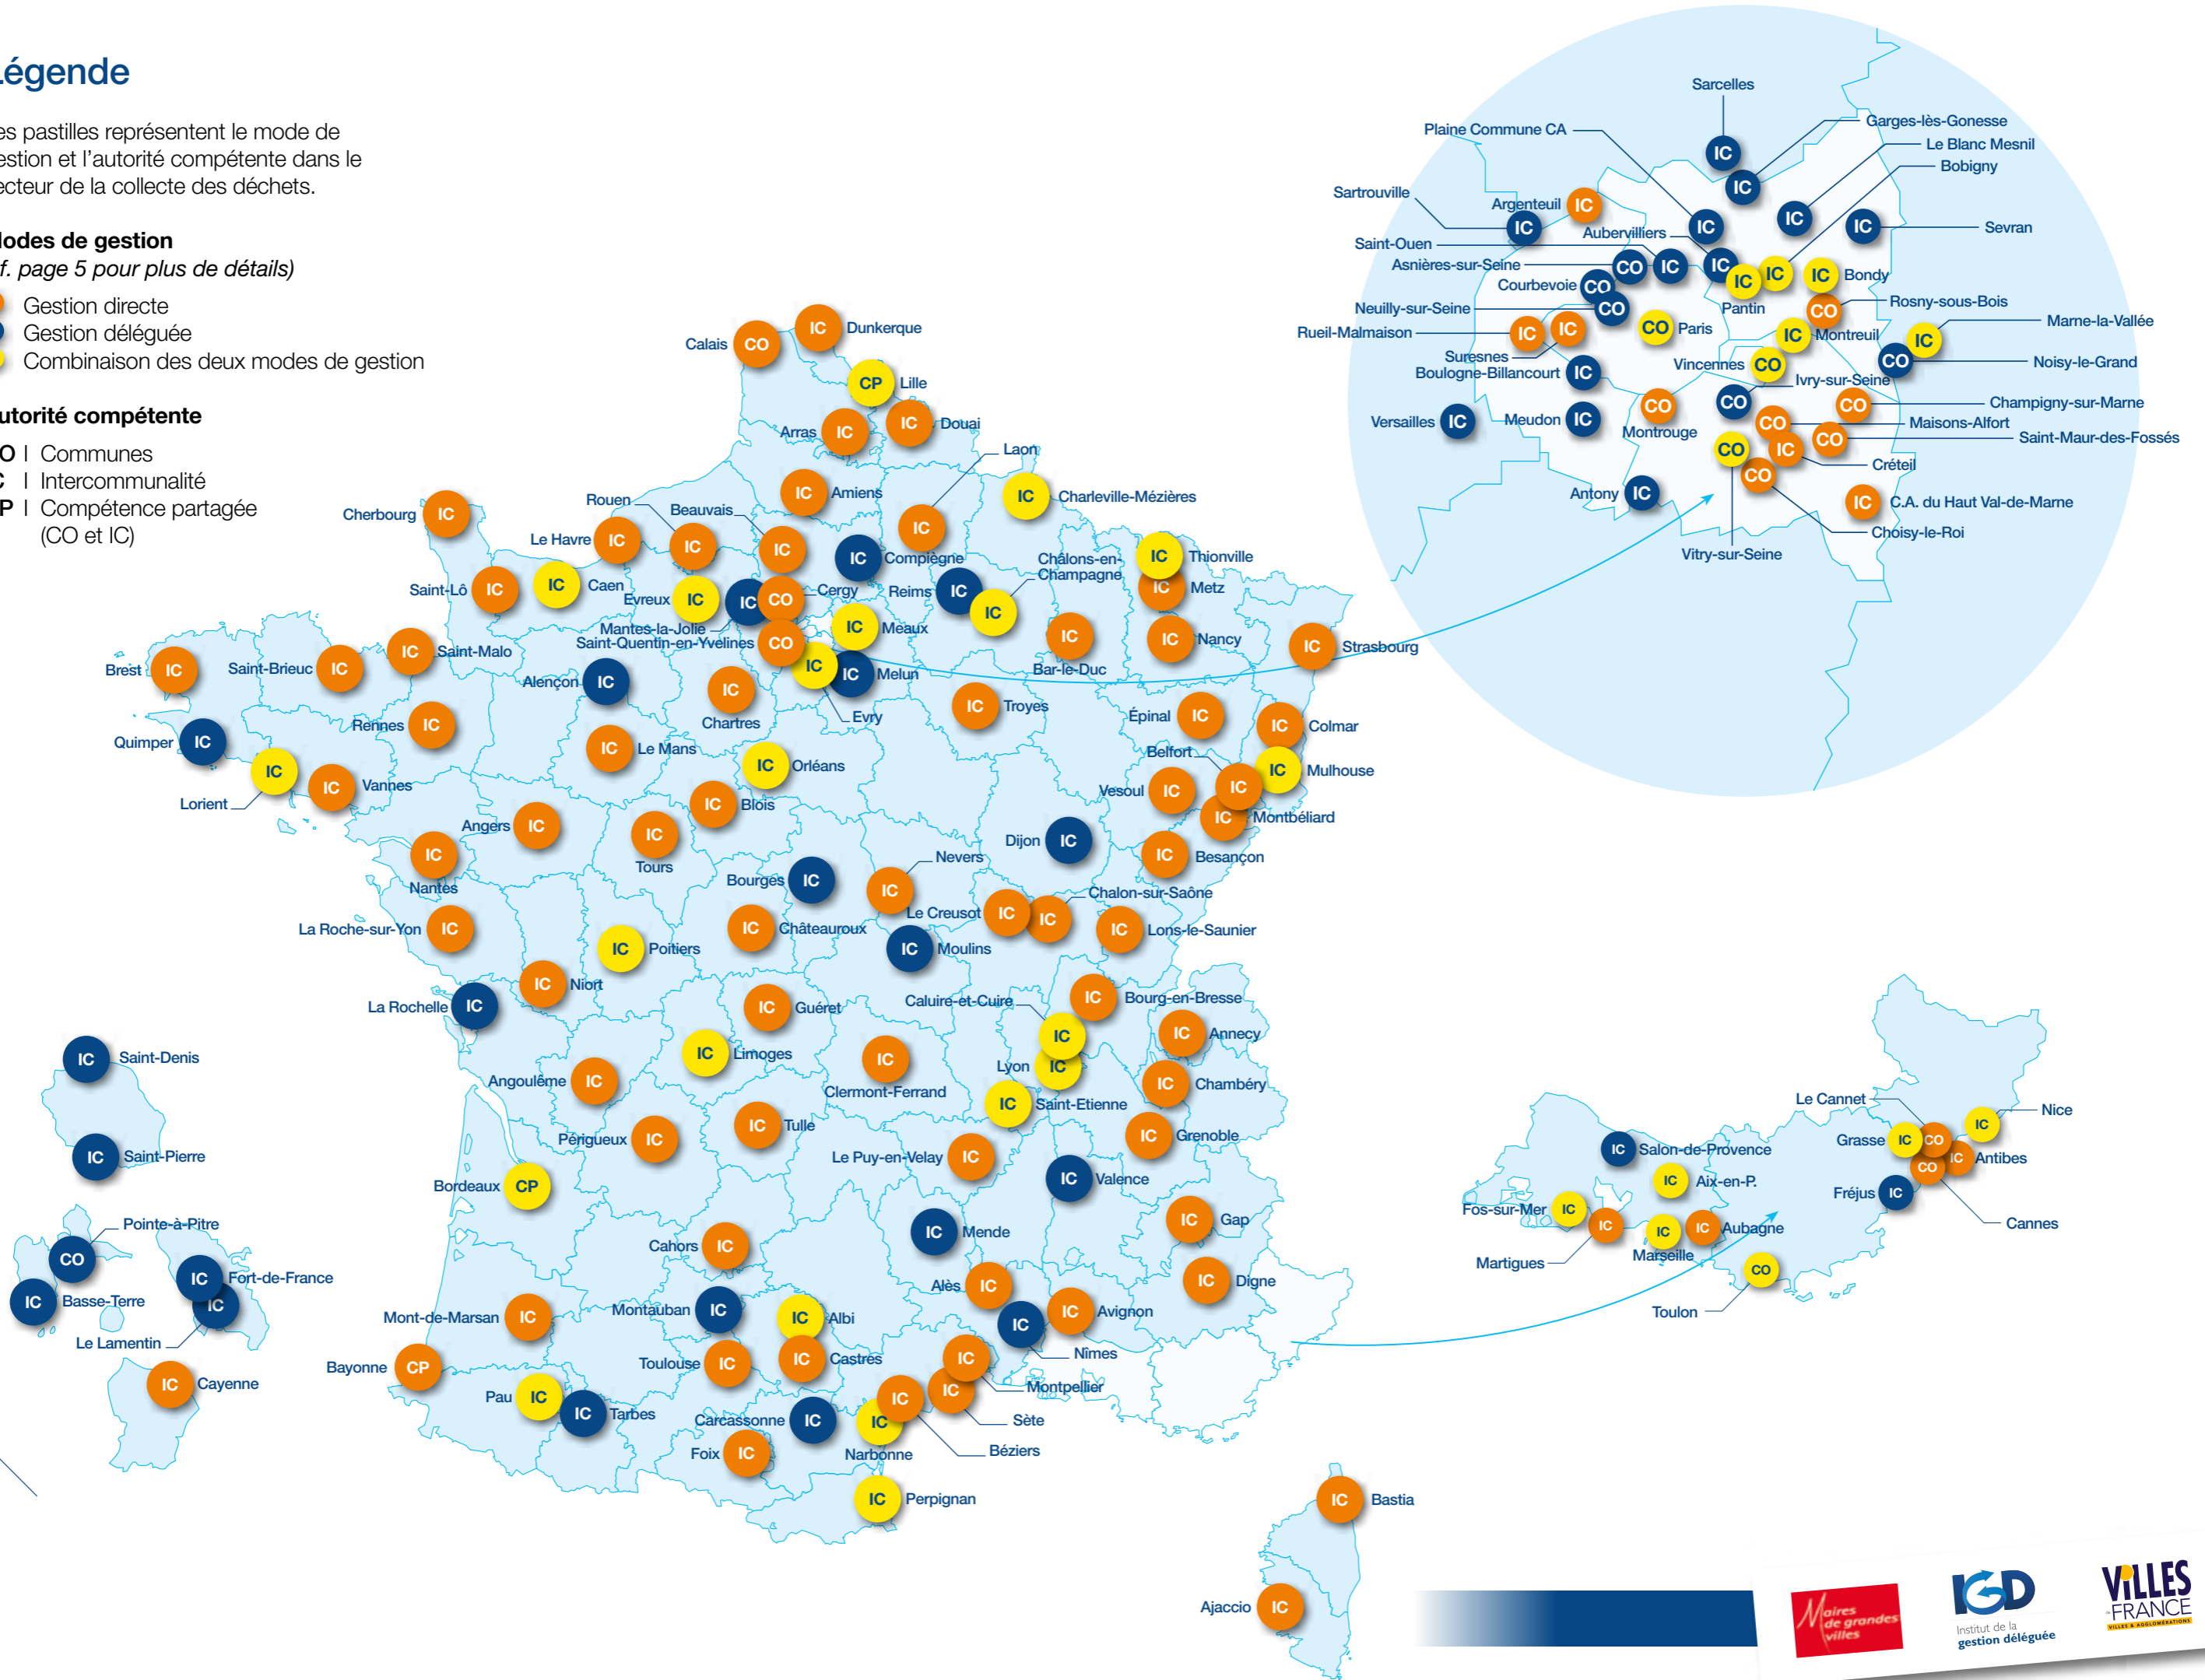 Légende
es pastilles représentent le mode de
estion et l'autorité compétente dans le
ecteur de la collecte des déchets.
Modes de gestion
f. page 5 pour plus de détails)
Gestion directe
Gestion déléguée
Combinaison des deux modes de gestion
utorité compétente
O I Communes
C I Intercommunalité
P I Compétence partagée
(CO et IC)
Sarcelles
IC
Plaine Commune CA
IC
Garges-lès-Gonesse
IC
Le Blanc Mesnil
IC
Bobigny
IC
Sartrouville
IC
Argenteuil IC
Aubervilliers
IC
IC Sevran
Saint-Ouen
IC
Asnières-sur-Seine
CO
Courbevoie CO
Pantin
IC
IC Bondy
Neuilly-sur-Seine
CO
CO Paris
CO Rosny-sous-Bois
Rueil-Malmaison
IC
IC Montreuil
IC Marne-la-Vallée
Suresnes
IC
Vincennes CO
CO Noisy-le-Grand
Boulogne-Billancourt IC
Ivry-sur-Seine
CO
Versailles IC
Meudon IC
CO
Montrouge
CO Champigny-sur-Marne
CO Maisons-Alfort
CO Saint-Maur-des-Fossés
IC Créteil
CO
Vitry-sur-Seine
Antony IC
IC C.A. du Haut Val-de-Marne
CO Choisy-le-Roi
Calais CO
IC Dunkerque
CP Lille
Arras IC
IC Douai
Laon
IC
IC Amiens
IC Charleville-Mézières
Cherbourg IC
Rouen
IC
Beauvais
IC
Le Havre IC
IC Compiègne
Châlons-en-
Champagne
IC
IC Thionville
IC Metz
Saint-Lô IC
IC Caen
Evreux IC
IC
Mantes-la-Jolie
CO Cergy
Reims IC
IC Meaux
Saint-Quentin-en-Yvelines CO
IC Nancy
IC
Bar-le-Duc
IC Strasbourg
Brest IC
Saint-Brieuc IC
IC Saint-Malo
Alençon IC
IC
Chartres
IC
Evry
IC Melun
IC Troyes
Épinal IC
IC Colmar
Quimper IC
Rennes IC
IC Le Mans
IC Orléans
Belfort
IC
IC Mulhouse
Lorient
IC
IC Vannes
IC Blois
Vesoul IC
IC Montbéliard
Angers IC
IC
Tours
Dijon IC
IC Besançon
IC
Nantes
Bourges IC
Nevers
IC
Chalon-sur-Saône
IC
Le Creusot IC
La Roche-sur-Yon IC
IC Châteauroux
IC Lons-le-Saunier
IC Poitiers
IC Moulins
IC Niort
La Rochelle IC
IC Guéret
Caluire-et-Cuire
IC
IC Bourg-en-Bresse
IC Annecy
IC Limoges
IC
Clermont-Ferrand
Lyon IC
Angoulême IC
IC Chambéry
IC Saint-Etienne
Périgueux IC
IC Tulle
IC Grenoble
Le Puy-en-Velay IC
Bordeaux CP
IC Valence
IC Mende
IC Gap
Cahors IC
Alès IC
IC Digne
Mont-de-Marsan IC
Montauban IC
IC Albi
IC Avignon
IC
Nîmes
Bayonne CP
Toulouse IC
IC Castres
IC
Montpellier
Pau IC
IC Tarbes
Carcassonne IC
IC
Narbonne
IC
Béziers
IC
Sète
Foix IC
IC Perpignan
IC Bastia
Ajaccio IC
IC Saint-Denis
IC Saint-Pierre
Pointe-à-Pitre
CO
IC Basse-Terre
IC Fort-de-France
IC
Le Lamentin
IC Cayenne
Le Cannet
CO
IC Nice
Grasse IC
IC Antibes
CO
Cannes
Fréjus IC
IC Salon-de-Provence
IC Aix-en-P.
Fos-sur-Mer IC
IC
Martigues
IC
Marseille
IC Aubagne
CO
Toulon
Maires
de grandes
villes
IGD
Institut de la
gestion déléguée
VILLES
DE FRANCE
VILLES & AGGLOMÉRATIONS